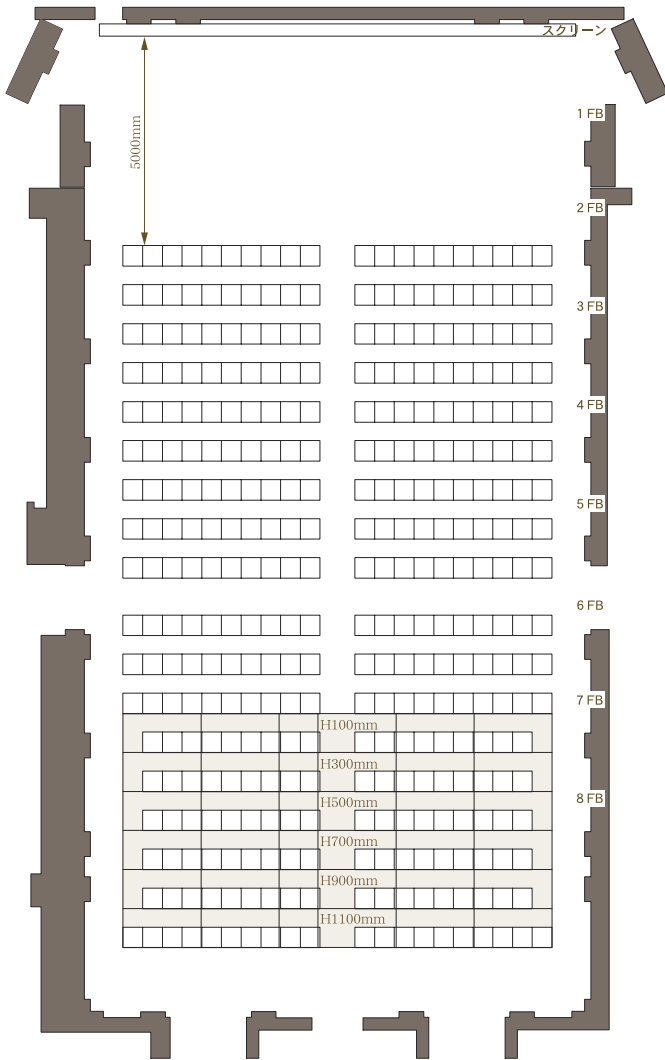 スクリーン
1 FB
5000mm
2 FB
3 FB
4 FB
5 FB
6 FB
7 FB
H100mm
H300mm
8 FB
H500mm
H700mm
H900mm
H1100mm